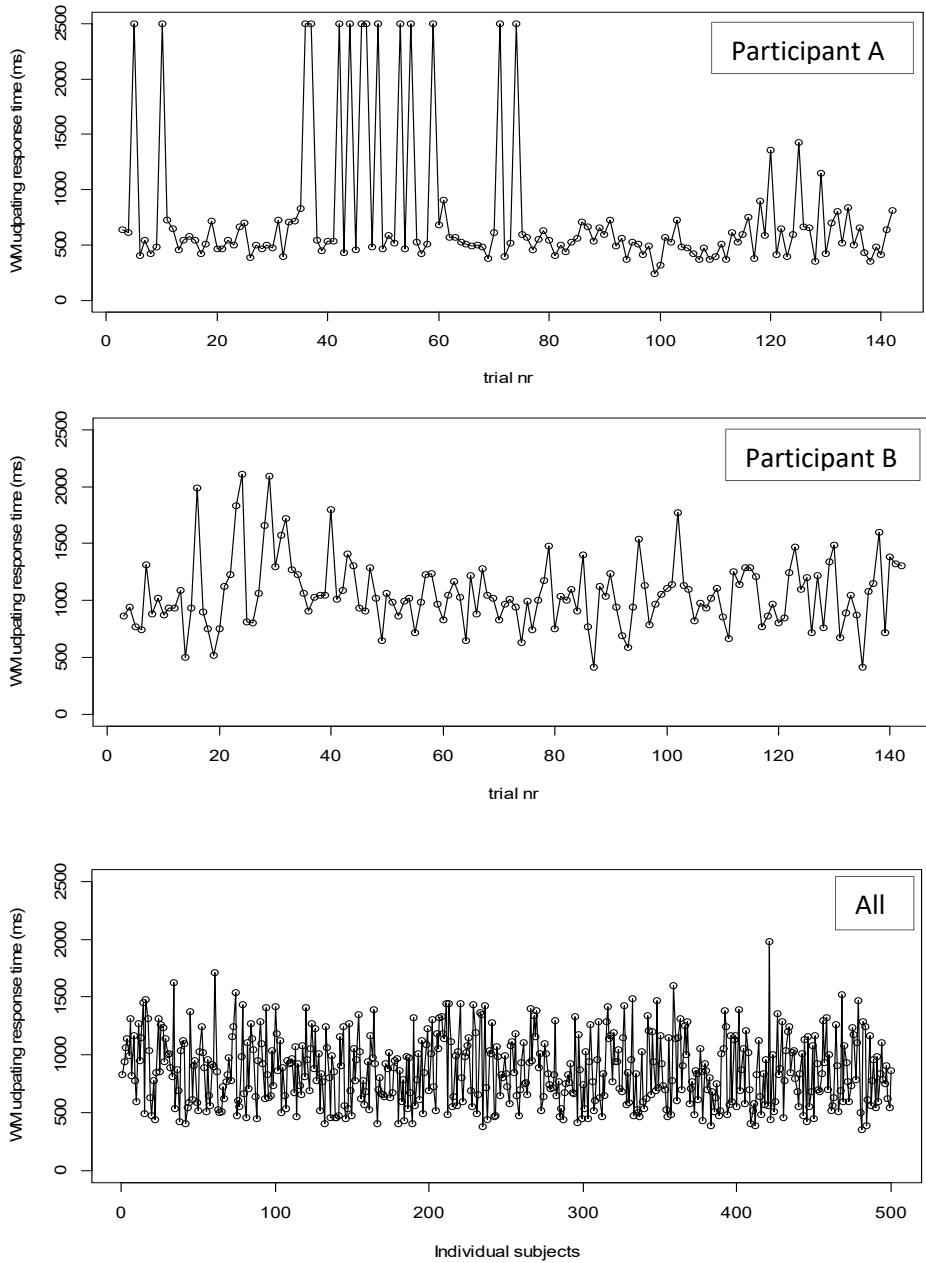 WM udpating response time (ms)
2500
2000
1500
1000
500
0
Participant A
0 20 40 60 80 100 120 140
trial nr
WM udpating response time (ms)
2500
2000
1500
1000
500
0
Participant B
0 20 40 60 80 100 120 140
trial nr
WM udpating response time (ms)
2500
2000
1500
1000
500
0
All
0 100 200 300 400 500
Individual subjects